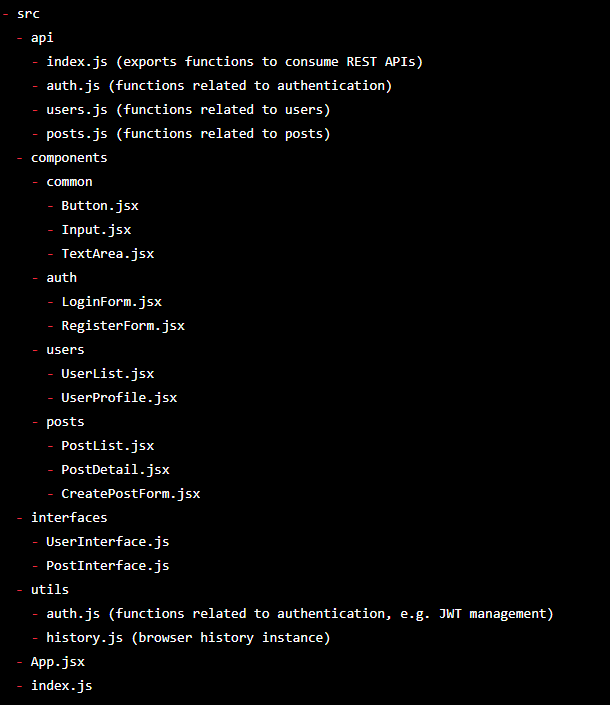 - src
- api
- index.js (exports functions to consume REST APIs)
- auth.js (functions related to authentication)
- users.js (functions related to users)
- posts.js (functions related to posts)
- components
- common
- Button.jsx
- Input.jsx
- TextArea.jsx
- auth
- LoginForm.jsx
- RegisterForm.jsx
- users
- UserList.jsx
- UserProfile.jsx
- posts
- PostList.jsx
- PostDetail.jsx
- CreatePostForm.jsx
- interfaces
- UserInterface.js
- PostInterface.js
- utils
- auth.js (functions related to authentication, e.g. JWT management)
- history.js (browser history instance)
- App.jsx
- index.js